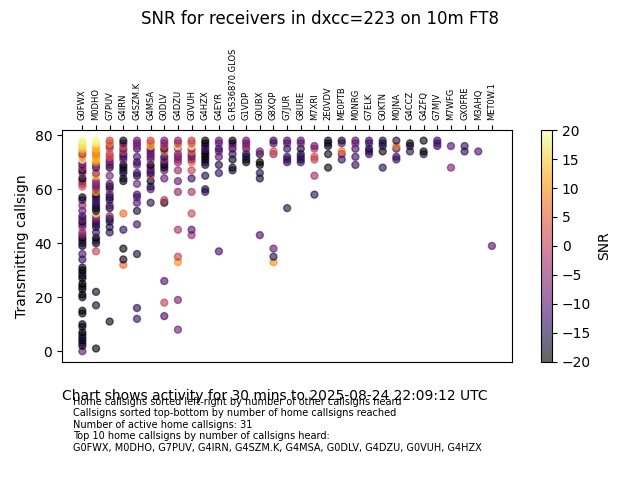 SNR for receivers in dxcc=223 on 10m FT8
G0FWX
M0DHO
G7PUV
G4IRN
G4SZM.K
G4MSA
G0DLV
G4DZU
G0VUH
G4HZX
G4EYR
G.RS36870.GLOS
G1VDP
G0UBX
G8XQP
G7JUR
G8URE
M7XRI
2E0VDV
ME0PTB
M0NRG
G7ELK
G0KTN
M0JNA
G4CCZ
G4ZFQ
G7MJV
M7WFG
GX0FRE
M3AHQ
MET0W.1
Transmitting callsign
80
60
40
20
0
20
15
10
5
0
−5
−10
−15
−20
SNR
Chart shows activity for 30 mins to 2025-08-24 22:09:12 UTC
Home callsigns sorted left-right by number of other callsigns heard
Callsigns sorted top-bottom by number of home callsigns reached
Number of active home callsigns: 31
Top 10 home callsigns by number of callsigns heard:
G0FWX, M0DHO, G7PUV, G4IRN, G4SZM.K, G4MSA, G0DLV, G4DZU, G0VUH, G4HZX